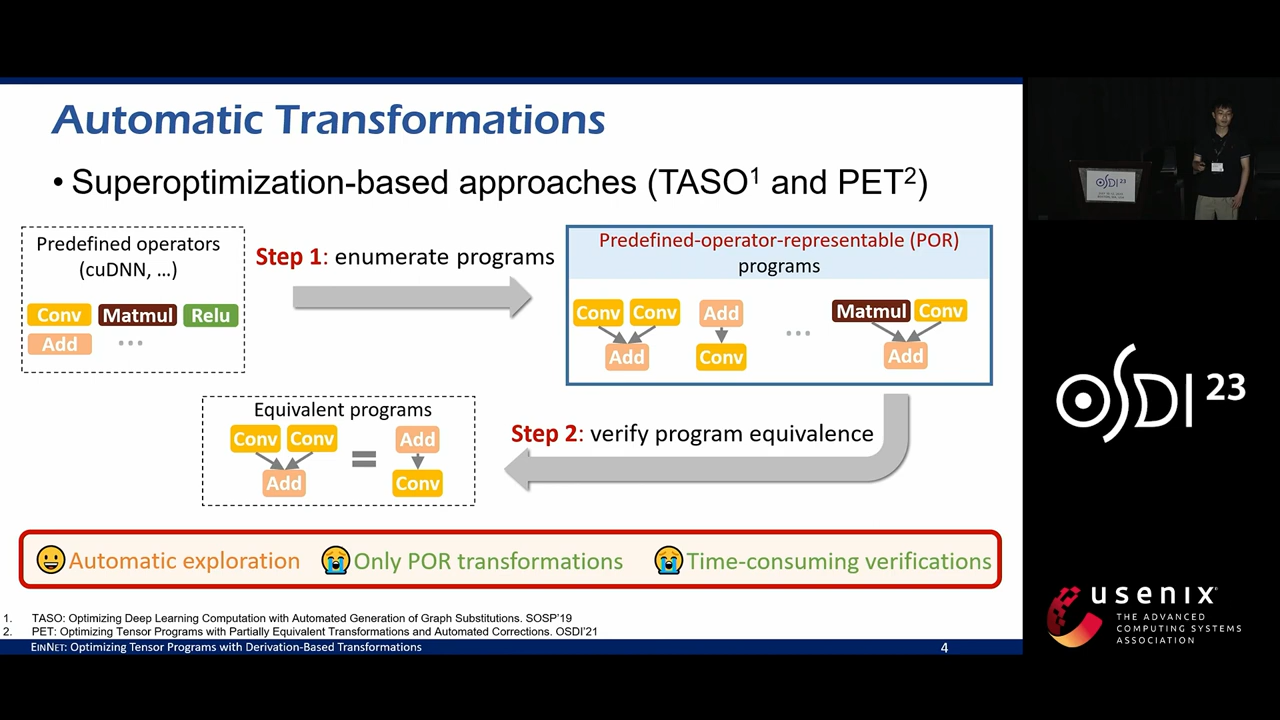 Automatic Transformations
• Superoptimization-based approaches (TASO1 and PET2)
Predefined operators
(cuDNN, …)
Conv Matmul Relu
Add ...
Step 1: enumerate programs
Predefined-operator-representable (POR)
programs
Conv Conv Add ... Matmul Conv
Add Conv Add
Equivalent programs
Conv Conv = Add
Add Conv
Step 2: verify program equivalence
Automatic exploration Only POR transformations Time-consuming verifications
1. TASO: Optimizing Deep Learning Computation with Automated Generation of Graph Substitutions. SOSP'19
2. PET: Optimizing Tensor Programs with Partially Equivalent Transformations and Automated Corrections. OSDI'21
EINNET: Optimizing Tensor Programs with Derivation-Based Transformations 4
OSDI 23
OSDI 23
usenix
THE ADVANCED
COMPUTING SYSTEMS
ASSOCIATION